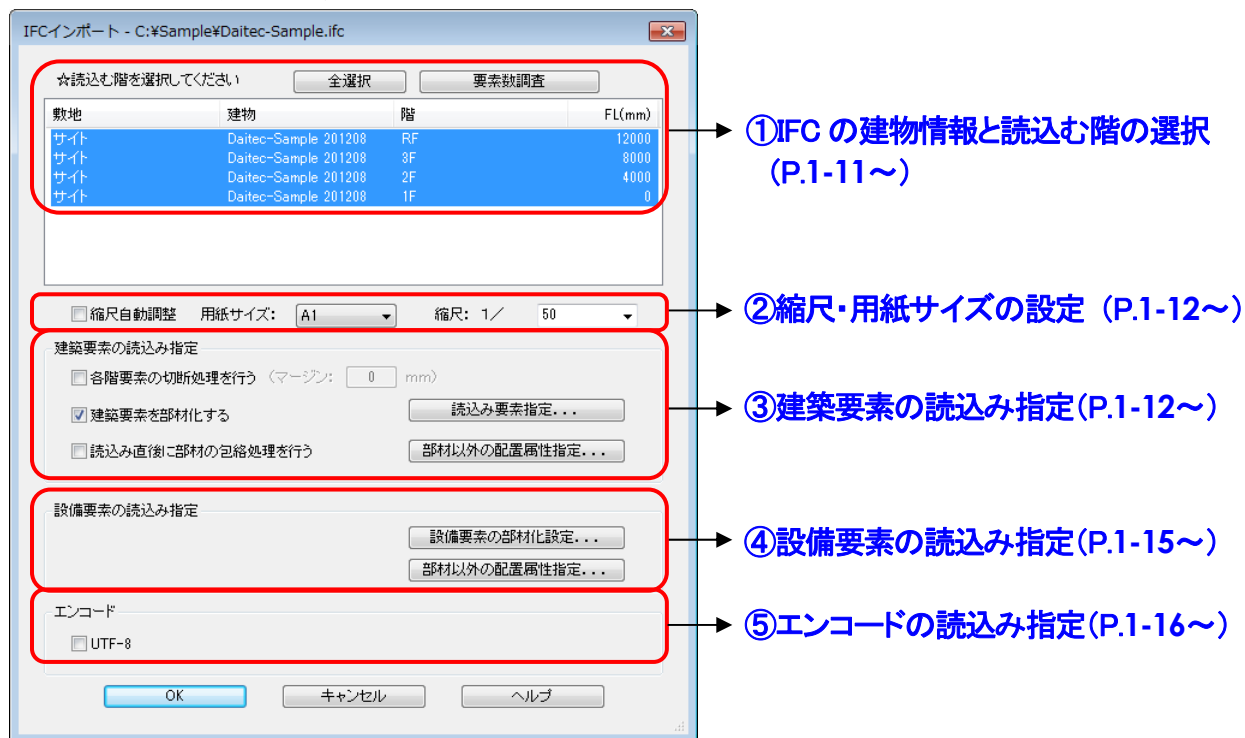 IFCインポート - C:¥Sample¥Daitec-Sample.ifc
☆読込む階を選択してください 全選択 要素数調査
敷地 建物 階 FL(mm)
サイト Daitec-Sample 201208 RF 12000
サイト Daitec-Sample 201208 3F 8000
サイト Daitec-Sample 201208 2F 4000
サイト Daitec-Sample 201208 1F 0
①IFC の建物情報と読込む階の選択
(P.1-11～)
縮尺自動調整 用紙サイズ: A1 縮尺: 1／ 50
②縮尺・用紙サイズの設定 (P.1-12～)
建築要素の読込み指定
各階要素の切断処理を行う (マージン: 0 mm)
建築要素を部材化する 読込み要素指定...
読込み直後に部材の包絡処理を行う 部材以外の配置属性指定...
③建築要素の読込み指定(P.1-12～)
設備要素の読込み指定
設備要素の部材化設定...
部材以外の配置属性指定...
④設備要素の読込み指定(P.1-15～)
エンコード
UTF-8
⑤エンコードの読込み指定(P.1-16～)
OK キャンセル ヘルプ